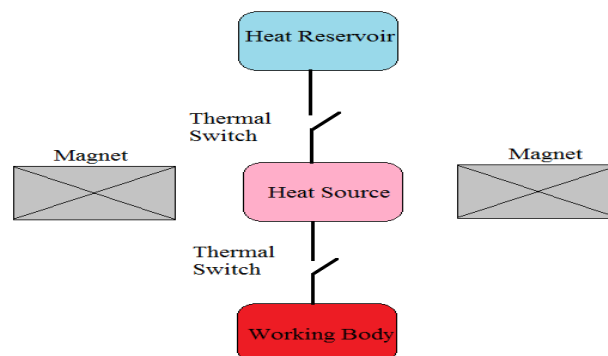 Heat Reservoir
Thermal
Switch
Magnet
Magnet
Heat Source
Thermal
Switch
Working Body